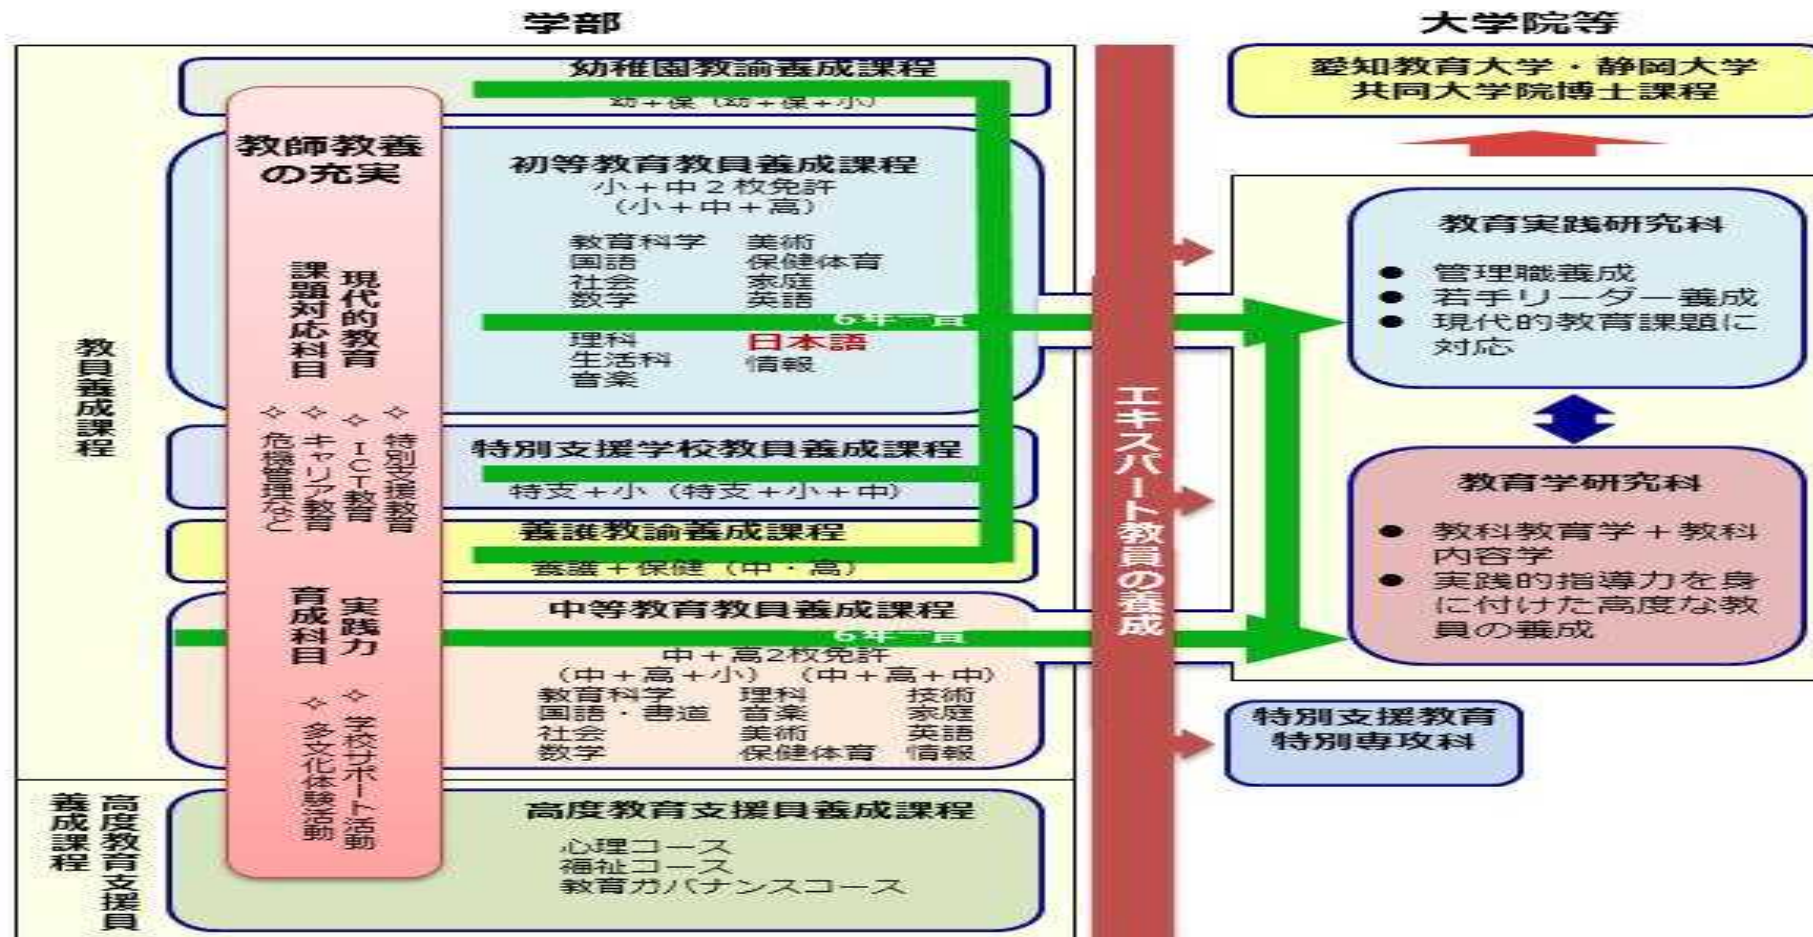 学部
教員養成課程
高度教育支援員
養成課程
教師教養
の充実
現代的教育
課題対応科目
✧ 特別支援教育
✧ ICT教育
✧ キャリア教育
✧ 危機管理など
実践力
育成科目
✧ 学校サポート活動
✧ 多文化体験活動
幼稚園教諭養成課程
幼+保（幼+保+小）
初等教育教員養成課程
小＋中２枚免許
（小＋中＋高）
教育科学 美術
国語 保健体育
社会 家庭
数学 英語
6年一貫
理科 日本語
生活科 情報
音楽
特別支援学校教員養成課程
特支＋小（特支＋小＋中）
養護教諭養成課程
養護＋保健（中・高）
中等教育教員養成課程
6年一貫
中＋高2枚免許
（中＋高＋小）（中＋高＋中）
教育科学 理科 技術
国語・書道 音楽 家庭
社会 美術 英語
数学 保健体育 情報
高度教育支援員養成課程
心理コース
福祉コース
教育ガバナンスコース
エキスパート教員の養成
大学院等
愛知教育大学・静岡大学
共同大学院博士課程
教育実践研究科
● 管理職養成
● 若手リーダー養成
● 現代的教育課題に
対応
教育学研究科
● 教科教育学＋教科
内容学
● 実践的指導力を身
に付けた高度な教
員の養成
特別支援教育
特別専攻科